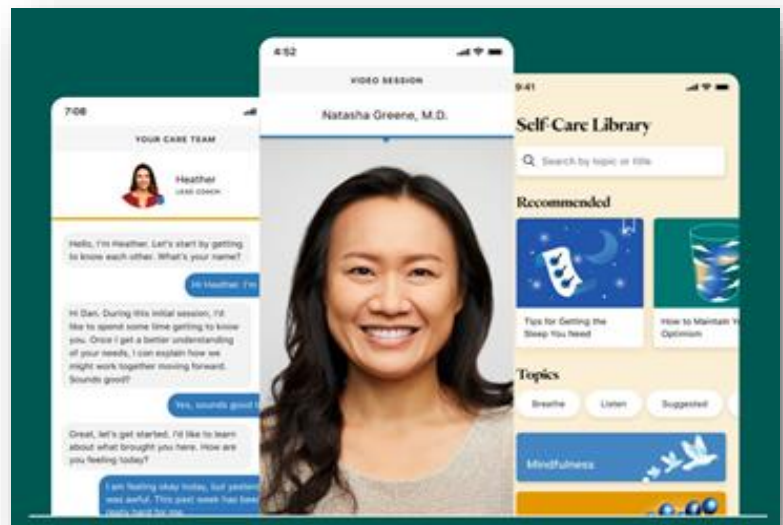 7:08
YOUR CARE TEAM
Heather
LEAD COACH
Hello, I'm Heather. Let's start by getting
to know each other. What's your name?
Hi Heather. I'm
Hi Dan. During this initial session, I'd
like to spend some time getting to know
you. Once I get a better understanding
of your needs, I can explain how we
might work together moving forward.
Sounds good?
Yes, sounds good
Great, let's get started. I'd like to learn
about what brought you here. How are
you feeling today?
I am feeling okay today, but
was awful. This past week has
really hard for me.
4:52
VIDEO SESSION
Natasha Greene, M.D.
9:41
Self-Care Library
Search by topic or title
Recommended
Tips for Getting the
Sleep You Need
How to Maintain
Optimism
Topics
Breathe
Listen
Suggested
Mindfulness